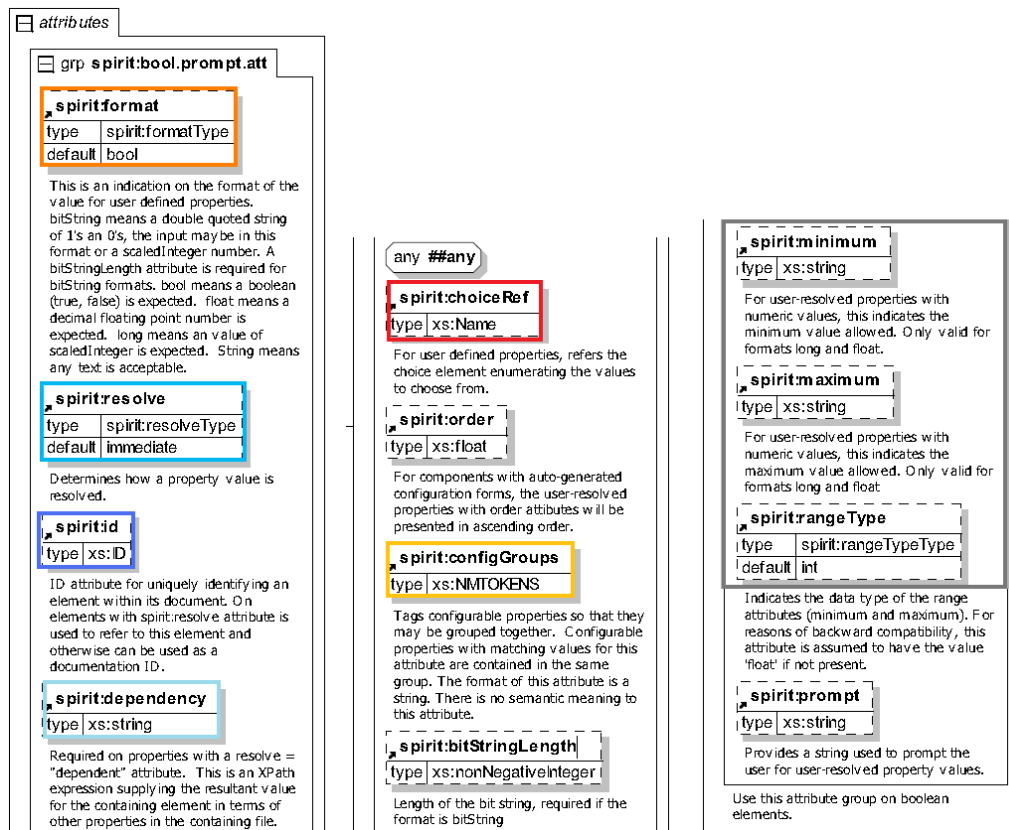 attributes
grp spirit:bool.prompt.att
spirit:format
type spirit:formatType
default bool
This is an indication on the format of the
value for user defined properties.
bitString means a double quoted string
of 1's an 0's, the input maybe in this
format or a scaledInteger number. A
bitStringLength attribute is required for
bitString formats. bool means a boolean
(true, false) is expected. float means a
decimal floating point number is
expected. long means an value of
scaledInteger is expected. String means
any text is acceptable.
spirit:resolve
type spirit:resolveType
default immediate
Determines how a property value is
resolved.
spirit:id
type xs:ID
ID attribute for uniquely identifying an
element within its document. On
elements with spirit:resolve attribute is
used to refer to this element and
otherwise can be used as a
documentation ID.
spirit:dependency
type xs:string
Required on properties with a resolve =
"dependent" attribute. This is an XPath
expression supplying the resultant value
for the containing element in terms of
other properties in the containing file.
any ##any
spirit:choiceRef
type xs:Name
For user defined properties, refers the
choice element enumerating the values
to choose from.
spirit:order
type xs:float
For components with auto-generated
configuration forms, the user-resolved
properties with order attibutes will be
presented in ascending order.
spirit:configGroups
type xs:NMTOKENS
Tags configurable properties so that they
may be grouped together. Configurable
properties with matching values for this
attribute are contained in the same
group. The format of this attribute is a
string. There is no semantic meaning to
this attribute.
spirit:bitStringLength
type xs:nonNegativeInteger
Length of the bit string, required if the
format is bitString
spirit:minimum
type xs:string
For user-resolved properties with
numeric values, this indicates the
minimum value allowed. Only valid for
formats long and float.
spirit:maximum
type xs:string
For user-resolved properties with
numeric values, this indicates the
maximum value allowed. Only valid for
formats long and float
spirit:rangeType
type spirit:rangeTypeType
default int
Indicates the data type of the range
attributes (minimum and maximum). For
reasons of backward compatibility, this
attribute is assumed to have the value
'float' if not present.
spirit:prompt
type xs:string
Provides a string used to prompt the
user for user-resolved property values.
Use this attribute group on boolean
elements.